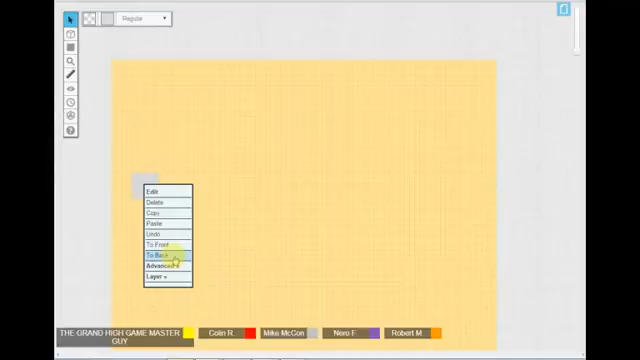 Regular
Edit
Delete
Copy
Paste
Undo
To Front
To Back
Advanced »
Layer »
THE GRAND HIGH GAME MASTER
GUY
Colin R.
Mike McCon
Nero F.
Robert M.